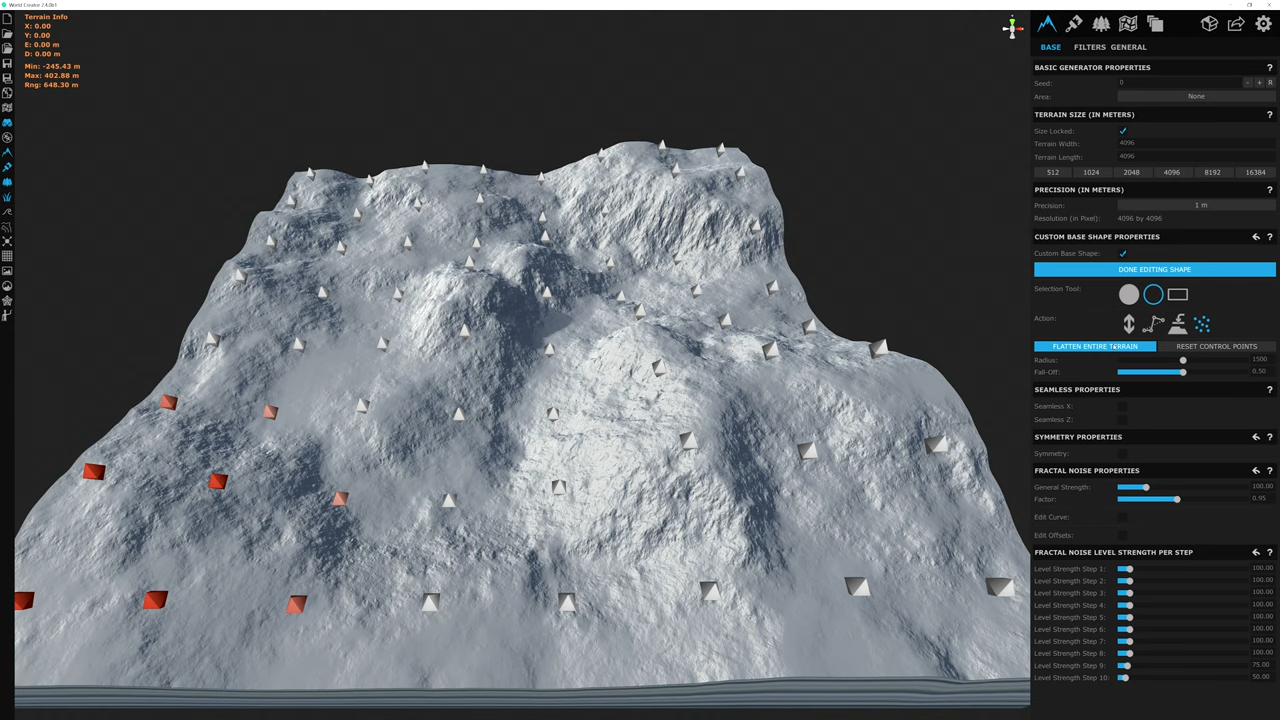 World Creator 2.4.0b1
Terrain Info
X: 0.00
Y: 0.00
E: 0.00 m
D: 0.00 m
Min: -245.43 m
Max: 402.88 m
Rng: 648.30 m
BASE FILTERS GENERAL
BASIC GENERATOR PROPERTIES ?
Seed: 0 - + R
Area: None
TERRAIN SIZE (IN METERS) ?
Size Locked:
Terrain Width: 4096
Terrain Length: 4096
512 1024 2048 4096 8192 16384
PRECISION (IN METERS) ?
Precision: 1 m
Resolution (in Pixel): 4096 by 4096
CUSTOM BASE SHAPE PROPERTIES ?
Custom Base Shape:
DONE EDITING SHAPE
Selection Tool:
Action:
FLATTEN ENTIRE TERRAIN RESET CONTROL POINTS
Radius: 1500
Fall-Off: 0.50
SEAMLESS PROPERTIES ?
Seamless X:
Seamless Z:
SYMMETRY PROPERTIES ?
Symmetry:
FRACTAL NOISE PROPERTIES ?
General Strength: 100.00
Factor: 0.95
Edit Curve:
Edit Offsets:
FRACTAL NOISE LEVEL STRENGTH PER STEP ?
Level Strength Step 1: 100.00
Level Strength Step 2: 100.00
Level Strength Step 3: 100.00
Level Strength Step 4: 100.00
Level Strength Step 5: 100.00
Level Strength Step 6: 100.00
Level Strength Step 7: 100.00
Level Strength Step 8: 100.00
Level Strength Step 9: 75.00
Level Strength Step 10: 50.00